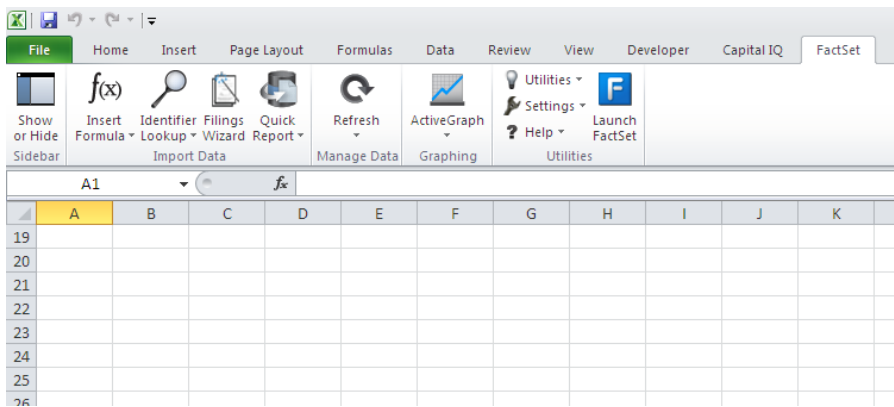 File Home Insert Page Layout Formulas Data Review View Developer Capital IQ FactSet
Show or Hide
f(x) Insert Formula
Identifier Lookup
Filings Wizard
Quick Report
Refresh
ActiveGraph
Utilities
Settings
? Help
F Launch FactSet
Sidebar Import Data Manage Data Graphing Utilities
A1 fx
A B C D E F G H I J K
19
20
21
22
23
24
25
26